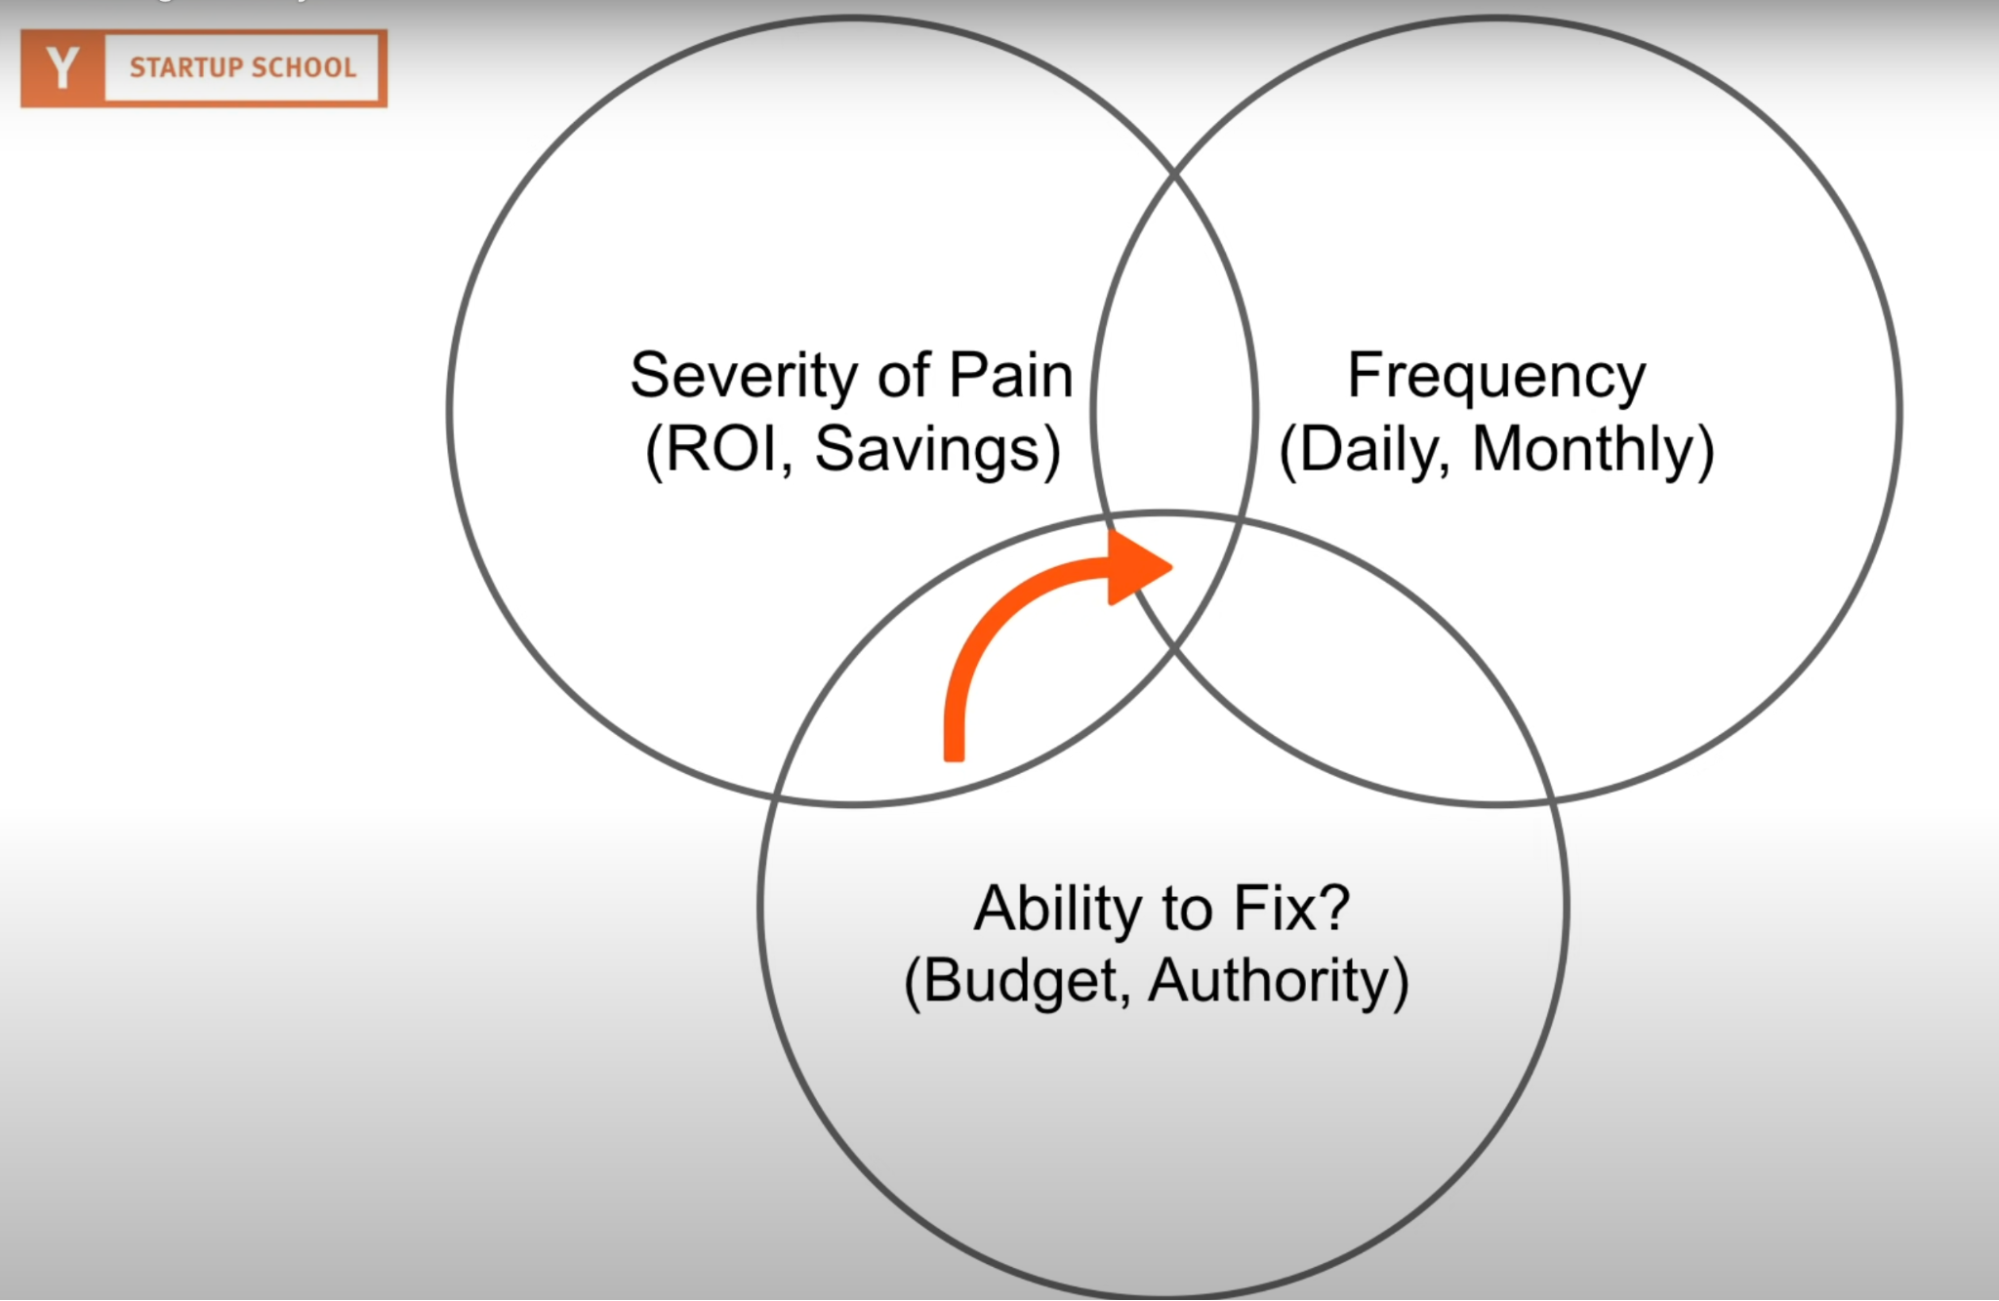 Y STARTUP SCHOOL
Severity of Pain
(ROI, Savings)
Frequency
(Daily, Monthly)
Ability to Fix?
(Budget, Authority)